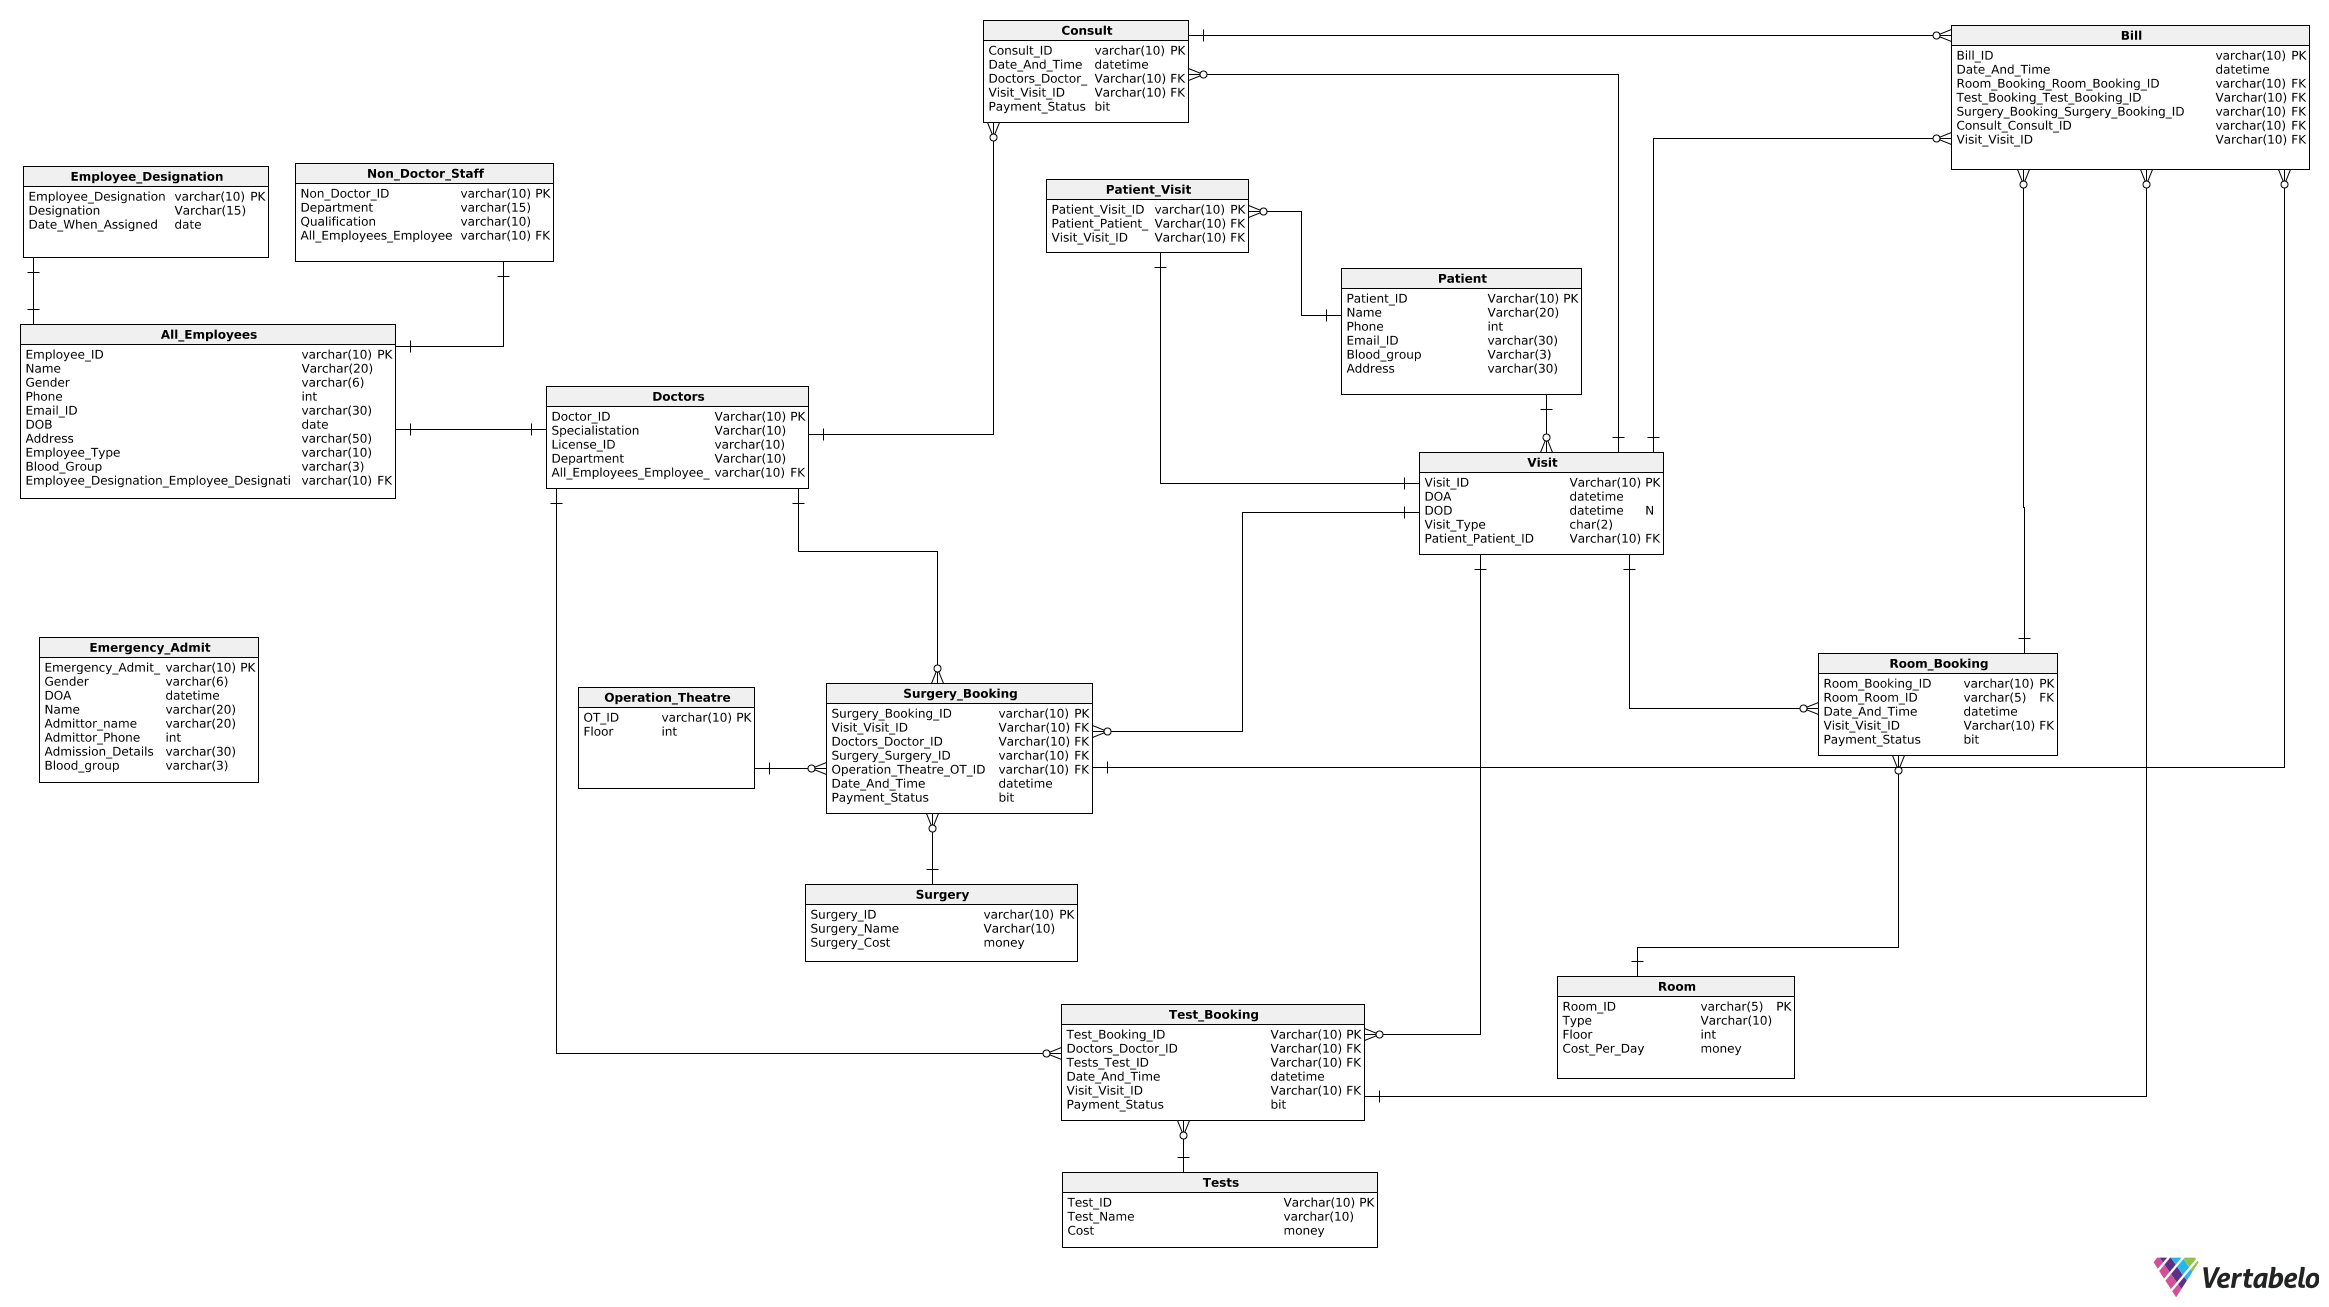 Consult
Consult_ID varchar(10) PK
Date_And_Time datetime
Doctors_Doctor_ Varchar(10) FK
Visit_Visit_ID Varchar(10) FK
Payment_Status bit
Bill
Bill_ID varchar(10) PK
Date_And_Time datetime
Room_Booking_Room_Booking_ID varchar(10) FK
Test_Booking_Test_Booking_ID Varchar(10) FK
Surgery_Booking_Surgery_Booking_ID varchar(10) FK
Consult_Consult_ID varchar(10) FK
Visit_Visit_ID Varchar(10) FK
Employee_Designation
Employee_Designation varchar(10) PK
Designation Varchar(15)
Date_When_Assigned date
Non_Doctor_Staff
Non_Doctor_ID varchar(10) PK
Department varchar(15)
Qualification varchar(10)
All_Employees_Employee varchar(10) FK
Patient_Visit
Patient_Visit_ID varchar(10) PK
Patient_Patient_ Varchar(10) FK
Visit_Visit_ID Varchar(10) FK
Patient
Patient_ID Varchar(10) PK
Name Varchar(20)
Phone int
Email_ID varchar(30)
Blood_group Varchar(3)
Address varchar(30)
All_Employees
Employee_ID varchar(10) PK
Name Varchar(20)
Gender varchar(6)
Phone int
Email_ID varchar(30)
DOB date
Address varchar(50)
Employee_Type varchar(10)
Blood_Group varchar(3)
Employee_Designation_Employee_Designati varchar(10) FK
Doctors
Doctor_ID Varchar(10) PK
Specialistation Varchar(10)
License_ID varchar(10)
Department Varchar(10)
All_Employees_Employee_ varchar(10) FK
Visit
Visit_ID Varchar(10) PK
DOA datetime
DOD datetime N
Visit_Type char(2)
Patient_Patient_ID Varchar(10) FK
Emergency_Admit
Emergency_Admit_ varchar(10) PK
Gender varchar(6)
DOA datetime
Name varchar(20)
Admittor_name varchar(20)
Admittor_Phone int
Admission_Details varchar(30)
Blood_group varchar(3)
Operation_Theatre
OT_ID varchar(10) PK
Floor int
Surgery_Booking
Surgery_Booking_ID varchar(10) PK
Visit_Visit_ID Varchar(10) FK
Doctors_Doctor_ID Varchar(10) FK
Surgery_Surgery_ID varchar(10) FK
Operation_Theatre_OT_ID varchar(10) FK
Date_And_Time datetime
Payment_Status bit
Room_Booking
Room_Booking_ID varchar(10) PK
Room_Room_ID varchar(5) FK
Date_And_Time datetime
Visit_Visit_ID Varchar(10) FK
Payment_Status bit
Surgery
Surgery_ID varchar(10) PK
Surgery_Name Varchar(10)
Surgery_Cost money
Room
Room_ID varchar(5) PK
Type Varchar(10)
Floor int
Cost_Per_Day money
Test_Booking
Test_Booking_ID Varchar(10) PK
Doctors_Doctor_ID Varchar(10) FK
Tests_Test_ID Varchar(10) FK
Date_And_Time datetime
Visit_Visit_ID Varchar(10) FK
Payment_Status bit
Tests
Test_ID Varchar(10) PK
Test_Name varchar(10)
Cost money
Vertabelo